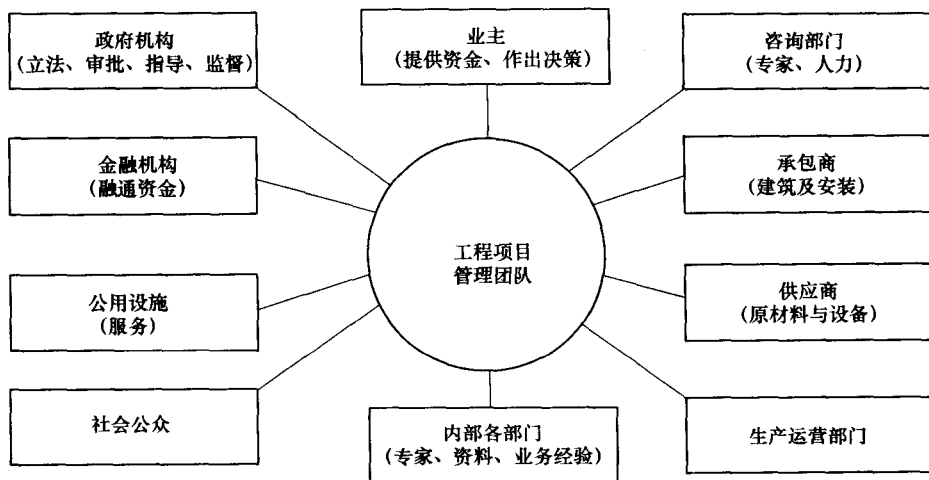 政府机构
(立法、审批、指导、监督)
业主
(提供资金、作出决策)
咨询部门
(专家、人力)
金融机构
(融通资金)
承包商
(建筑及安装)
工程项目
管理团队
公用设施
(服务)
供应商
(原材料与设备)
社会公众
内部各部门
(专家、资料、业务经验)
生产运营部门